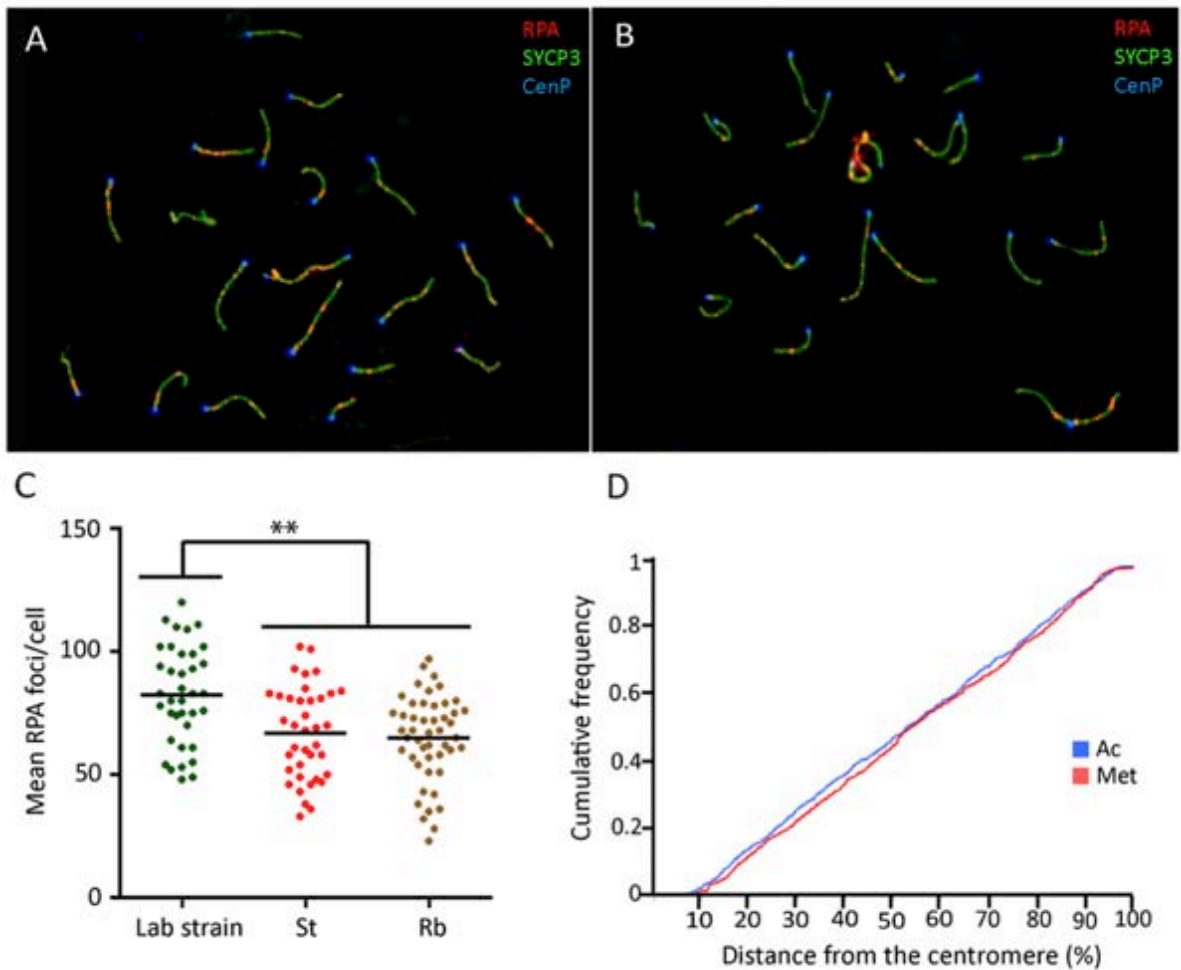 A
RPA
SYCP3
CenP
B
RPA
SYCP3
CenP
C
150
100
50
0
Mean RPA foci/cell
**
Lab strain St Rb
D
1
0.8
0.6
0.4
0.2
0
Cumulative frequency
Ac
Met
10 20 30 40 50 60 70 80 90 100
Distance from the centromere (%)